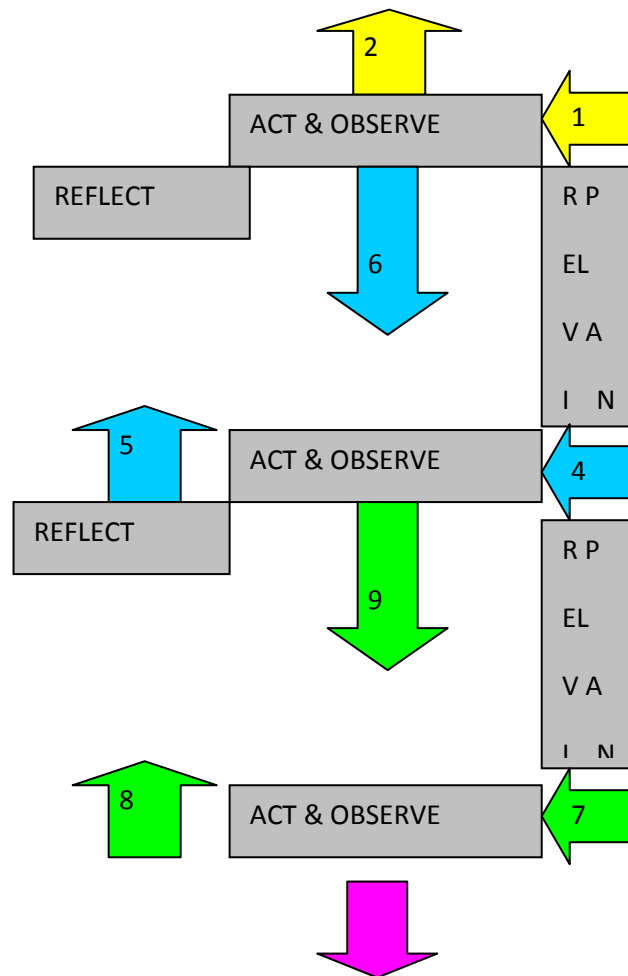 2
ACT & OBSERVE
1
REFLECT
R P
EL
V A
I N
6
5
ACT & OBSERVE
4
REFLECT
R P
EL
V A
I N
9
8
ACT & OBSERVE
7